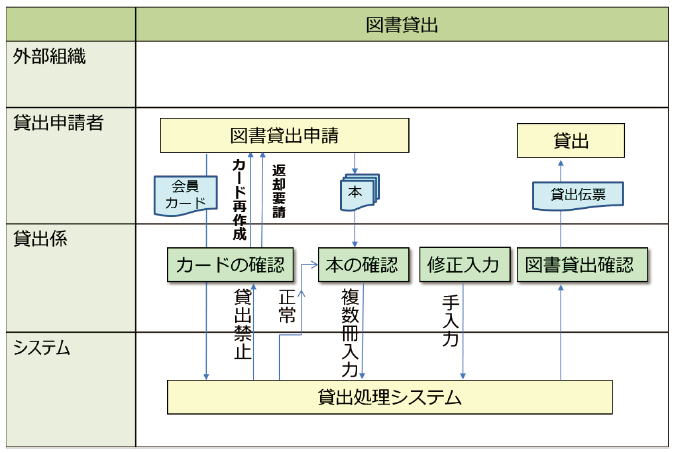 図書貸出
外部組織
貸出申請者
図書貸出申請
貸出
会員
カード
カード再作成
返却要請
本
貸出伝票
貸出係
カードの確認
本の確認
修正入力
図書貸出確認
貸出禁止
正常
複数冊入力
手入力
システム
貸出処理システム